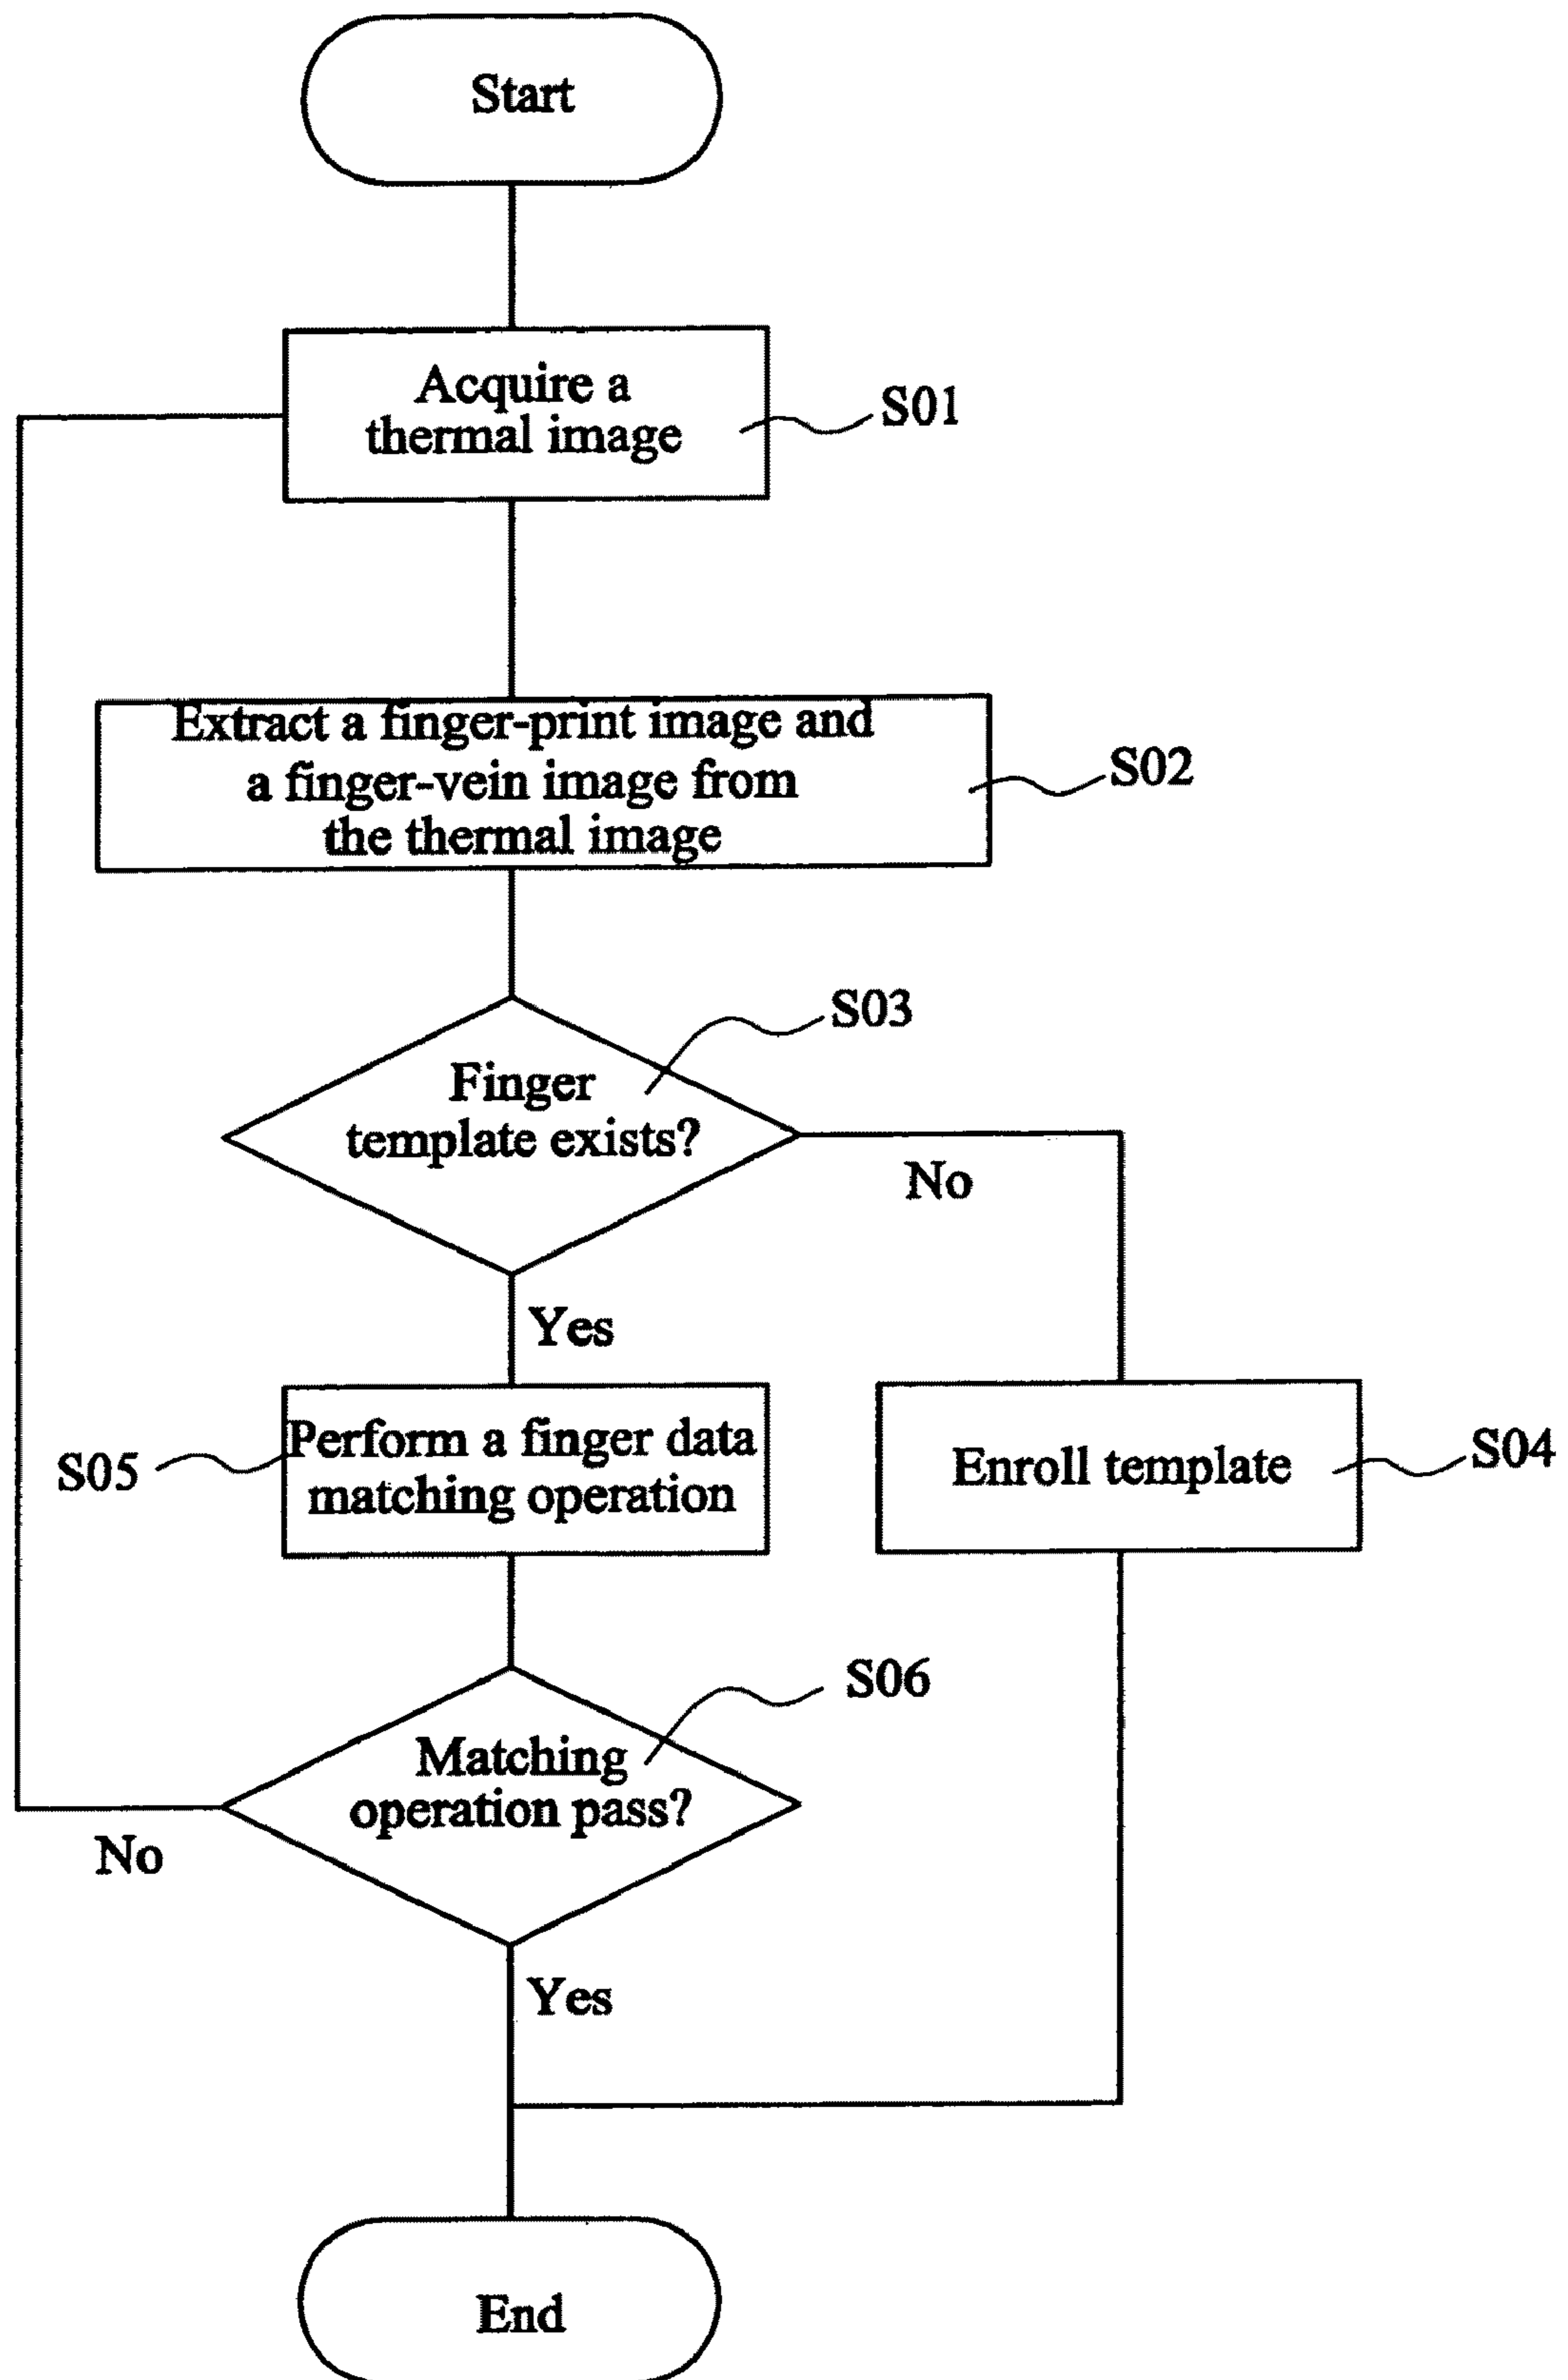 Start
Acquire a
thermal image
S01
Extract a finger-print image and
a finger-vein image from
the thermal image
S02
S03
Finger
template exists?
No
Yes
Perform a finger data
matching operation
S05
Enroll template
S04
S06
Matching
operation pass?
No
Yes
End